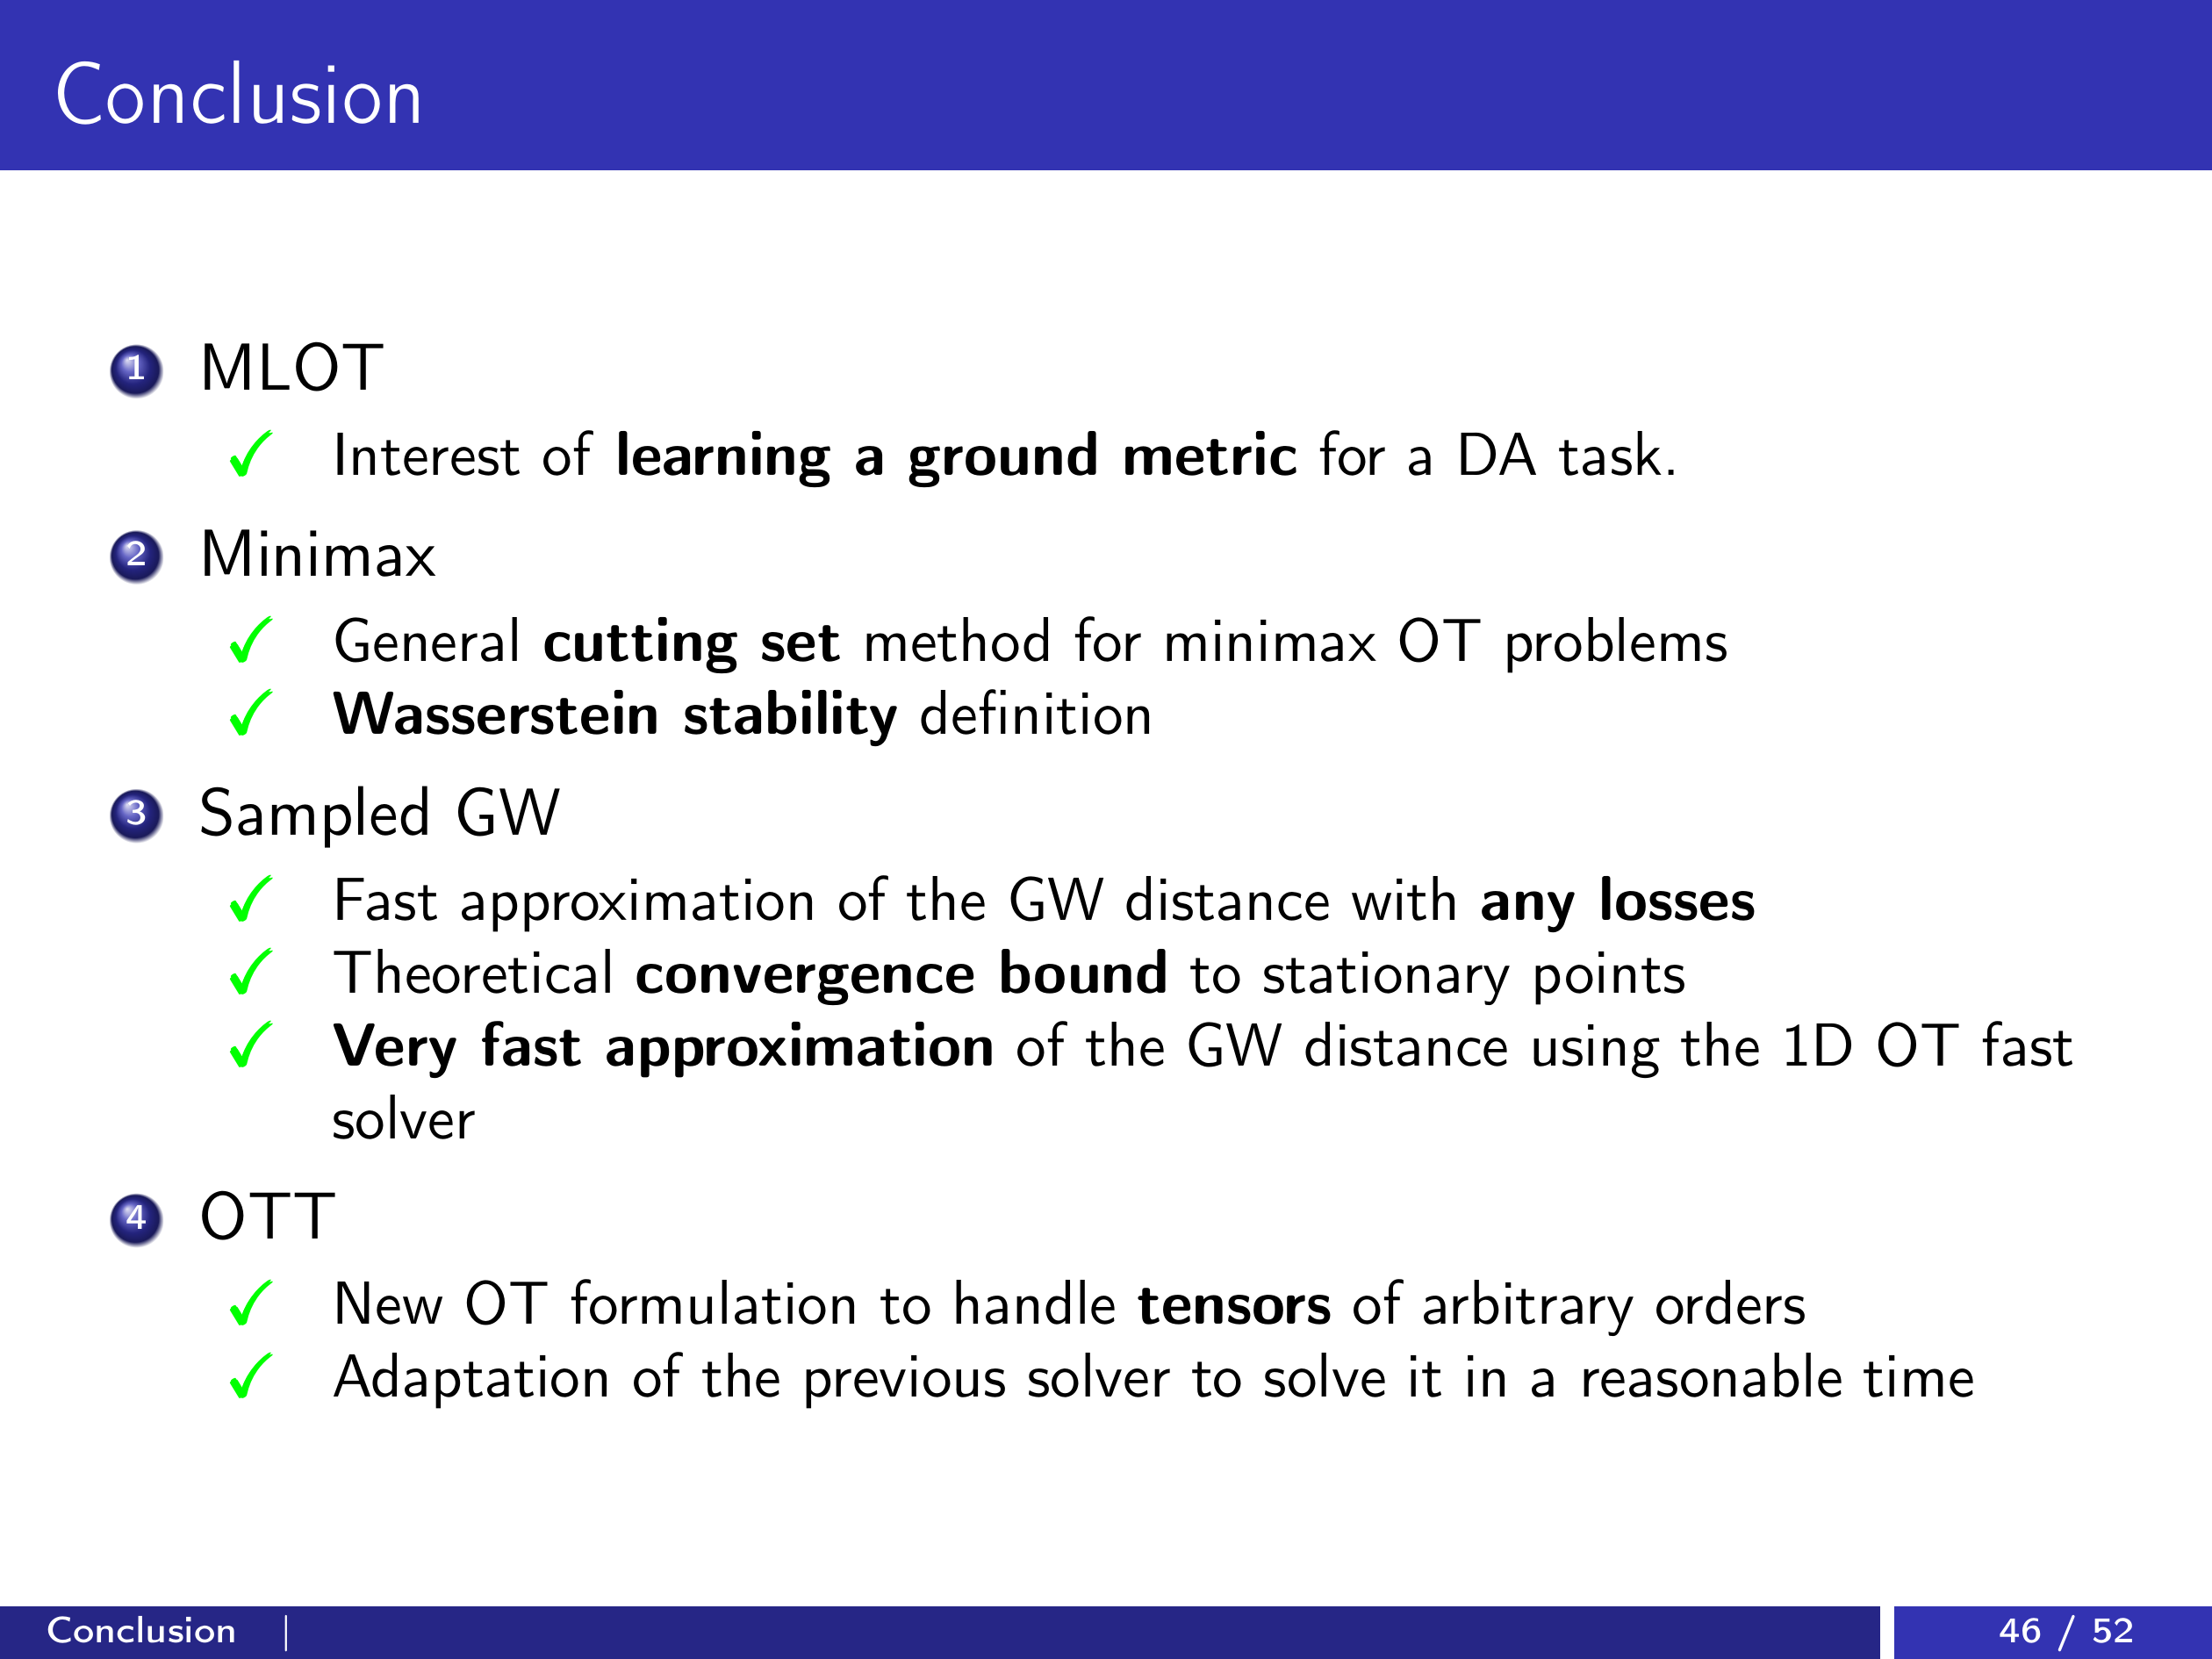 Conclusion
1 MLOT
✓ Interest of learning a ground metric for a DA task.
2 Minimax
✓ General cutting set method for minimax OT problems
✓ Wasserstein stability definition
3 Sampled GW
✓ Fast approximation of the GW distance with any losses
✓ Theoretical convergence bound to stationary points
✓ Very fast approximation of the GW distance using the 1D OT fast
solver
4 OTT
✓ New OT formulation to handle tensors of arbitrary orders
✓ Adaptation of the previous solver to solve it in a reasonable time
Conclusion |
46 / 52